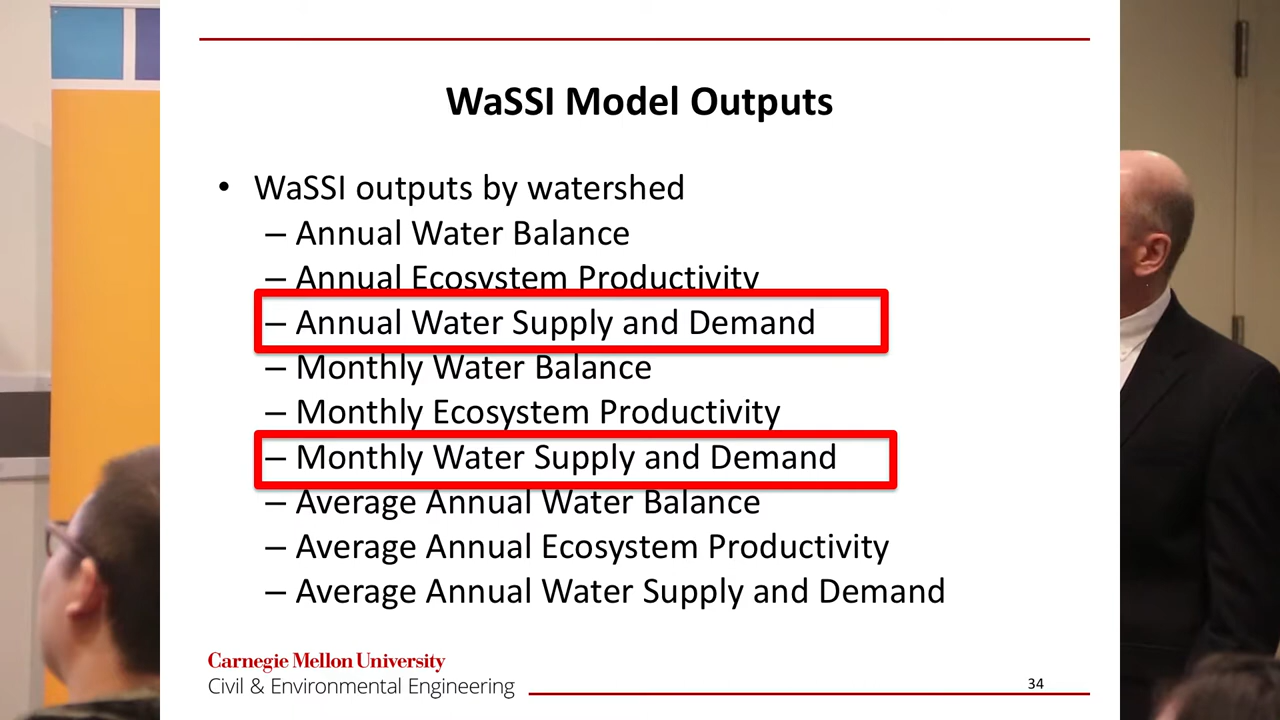 WaSSI Model Outputs
• WaSSI outputs by watershed
– Annual Water Balance
– Annual Ecosystem Productivity
– Annual Water Supply and Demand
– Monthly Water Balance
– Monthly Ecosystem Productivity
– Monthly Water Supply and Demand
– Average Annual Water Balance
– Average Annual Ecosystem Productivity
– Average Annual Water Supply and Demand
Carnegie Mellon University
Civil & Environmental Engineering
34